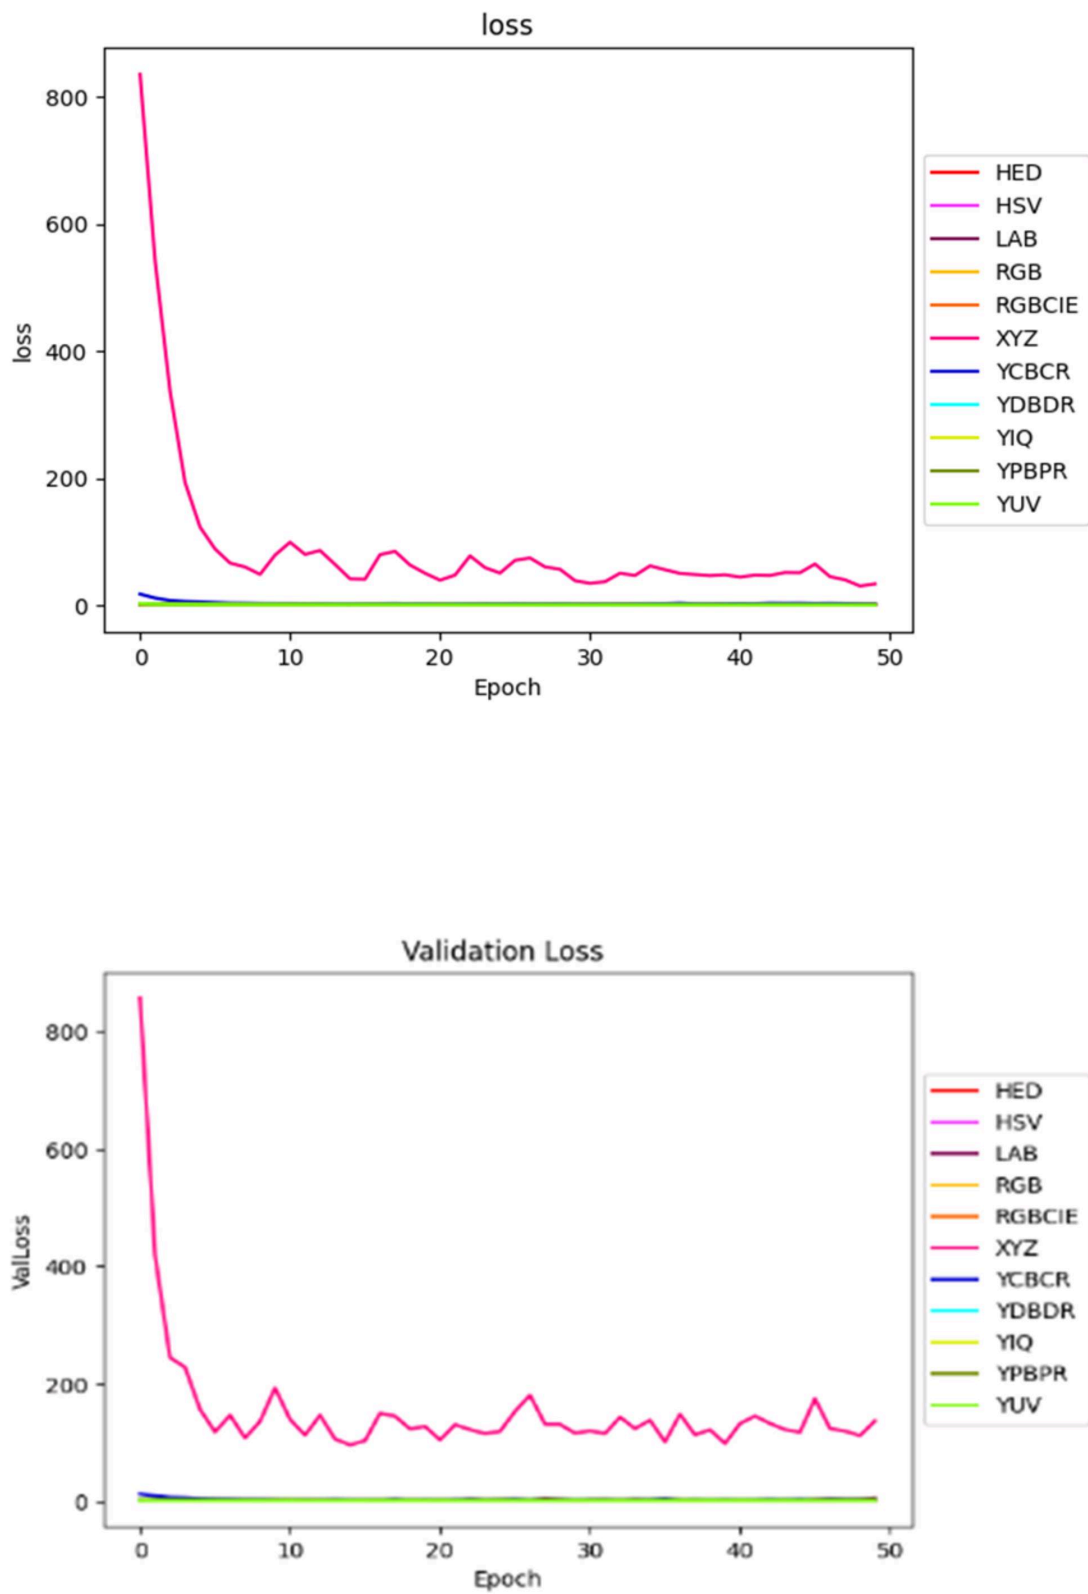 loss
800
600
400
200
0
loss
0 10 20 30 40 50
Epoch
HED
HSV
LAB
RGB
RGBCIE
XYZ
YCBCR
YDBDR
YIQ
YPBPR
YUV
Validation Loss
800
600
400
200
0
ValLoss
0 10 20 30 40 50
Epoch
HED
HSV
LAB
RGB
RGBCIE
XYZ
YCBCR
YDBDR
YIQ
YPBPR
YUV